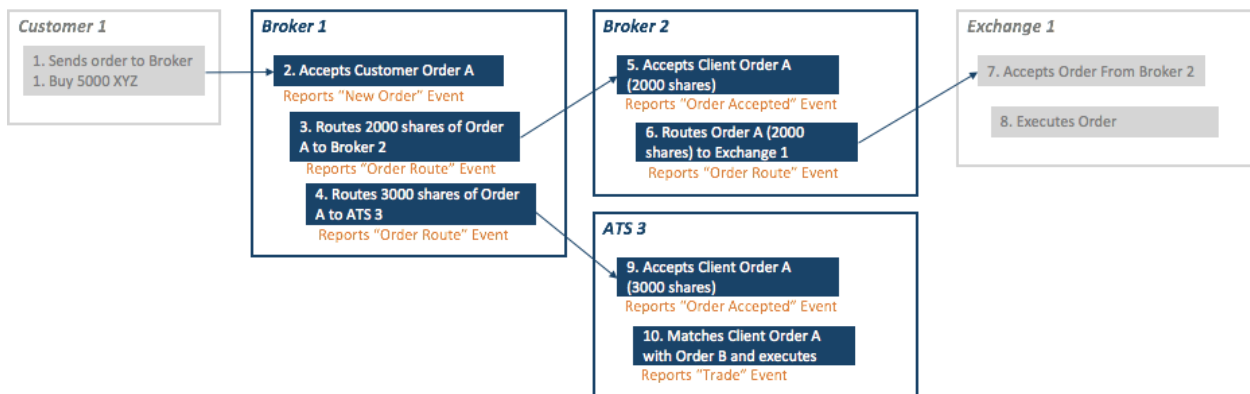 Customer 1
1. Sends order to Broker
1. Buy 5000 XYZ
Broker 1
2. Accepts Customer Order A
Reports "New Order" Event
3. Routes 2000 shares of Order
A to Broker 2
Reports "Order Route" Event
4. Routes 3000 shares of Order
A to ATS 3
Reports "Order Route" Event
Broker 2
5. Accepts Client Order A
(2000 shares)
Reports "Order Accepted" Event
6. Routes Order A (2000
shares) to Exchange 1
Reports "Order Route" Event
Exchange 1
7. Accepts Order From Broker 2
8. Executes Order
ATS 3
9. Accepts Client Order A
(3000 shares)
Reports "Order Accepted" Event
10. Matches Client Order A
with Order B and executes
Reports "Trade" Event